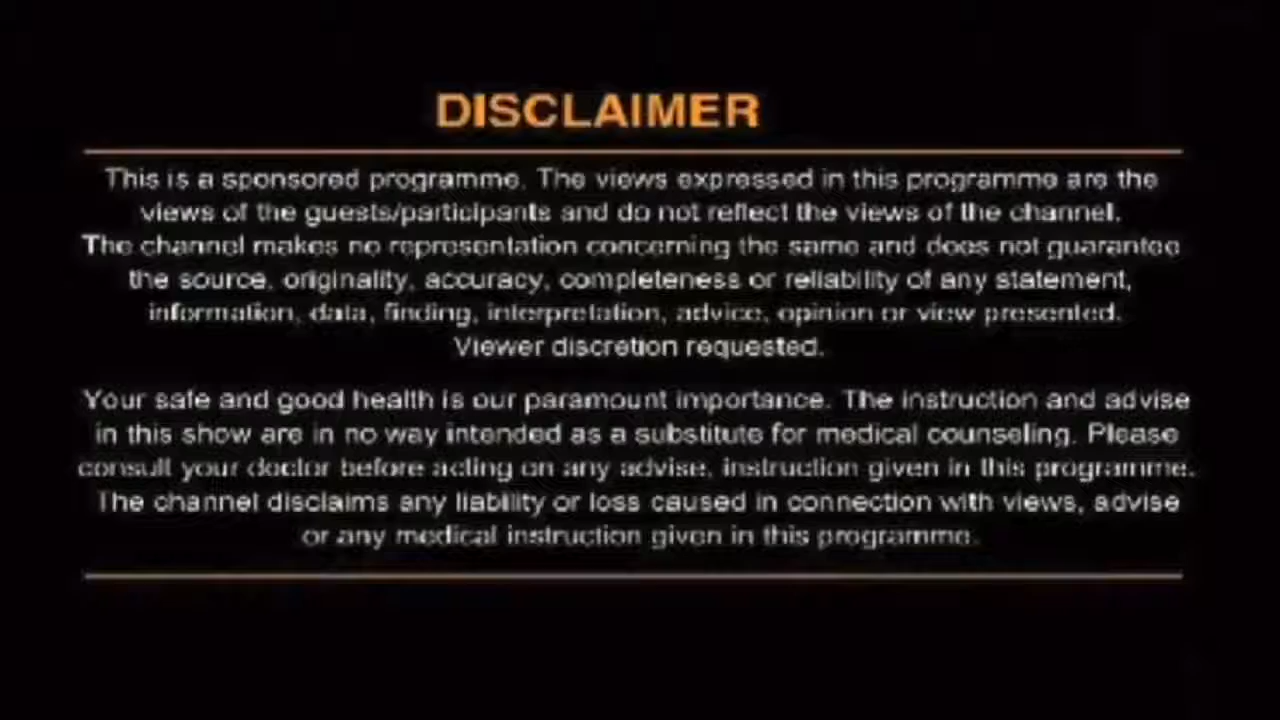 DISCLAIMER
This is a sponsored programme. The views expressed in this programme are the
views of the guests/participants and do not reflect the views of the channel.
The channel makes no representation concerning the same and does not guarantee
the source, originality, accuracy, completeness or reliability of any statement,
information, data, finding, interpretation, advice, opinion or view presented.
Viewer discretion requested.
Your safe and good health is our paramount importance. The instruction and advise
in this show are in no way intended as a substitute for medical counseling. Please
consult your doctor before acting on any advise, instruction given in this programme.
The channel disclaims any liability or loss caused in connection with views, advise
or any medical instruction given in this programme.